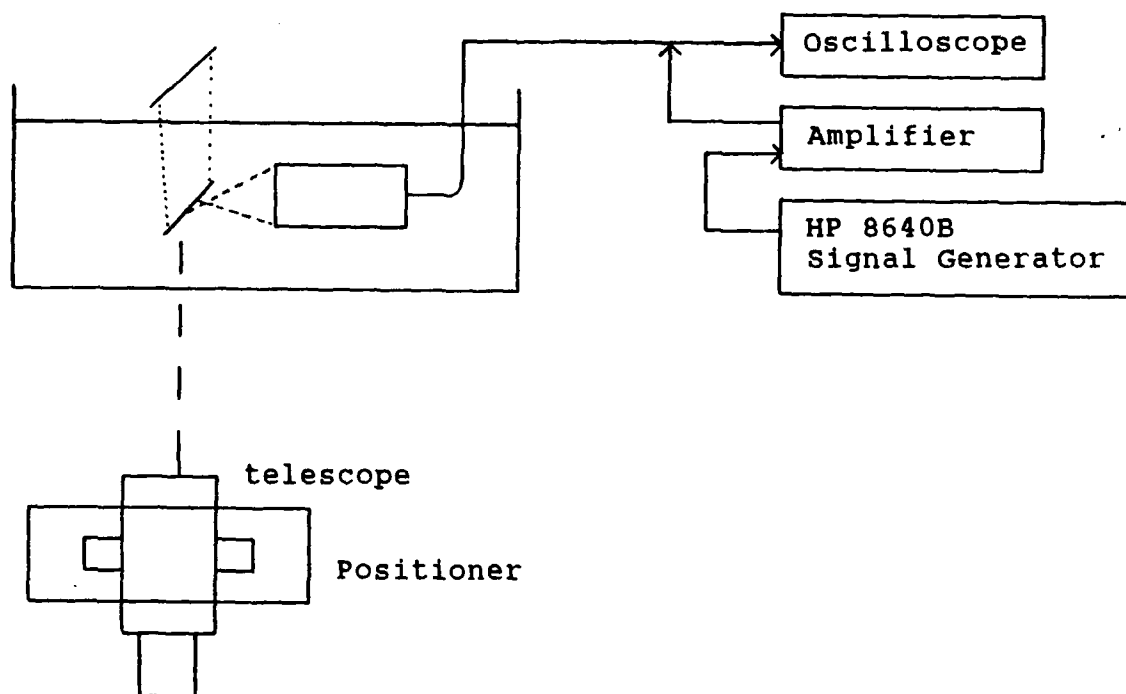 Oscilloscope
Amplifier
HP 8640B
Signal Generator
telescope
Positioner